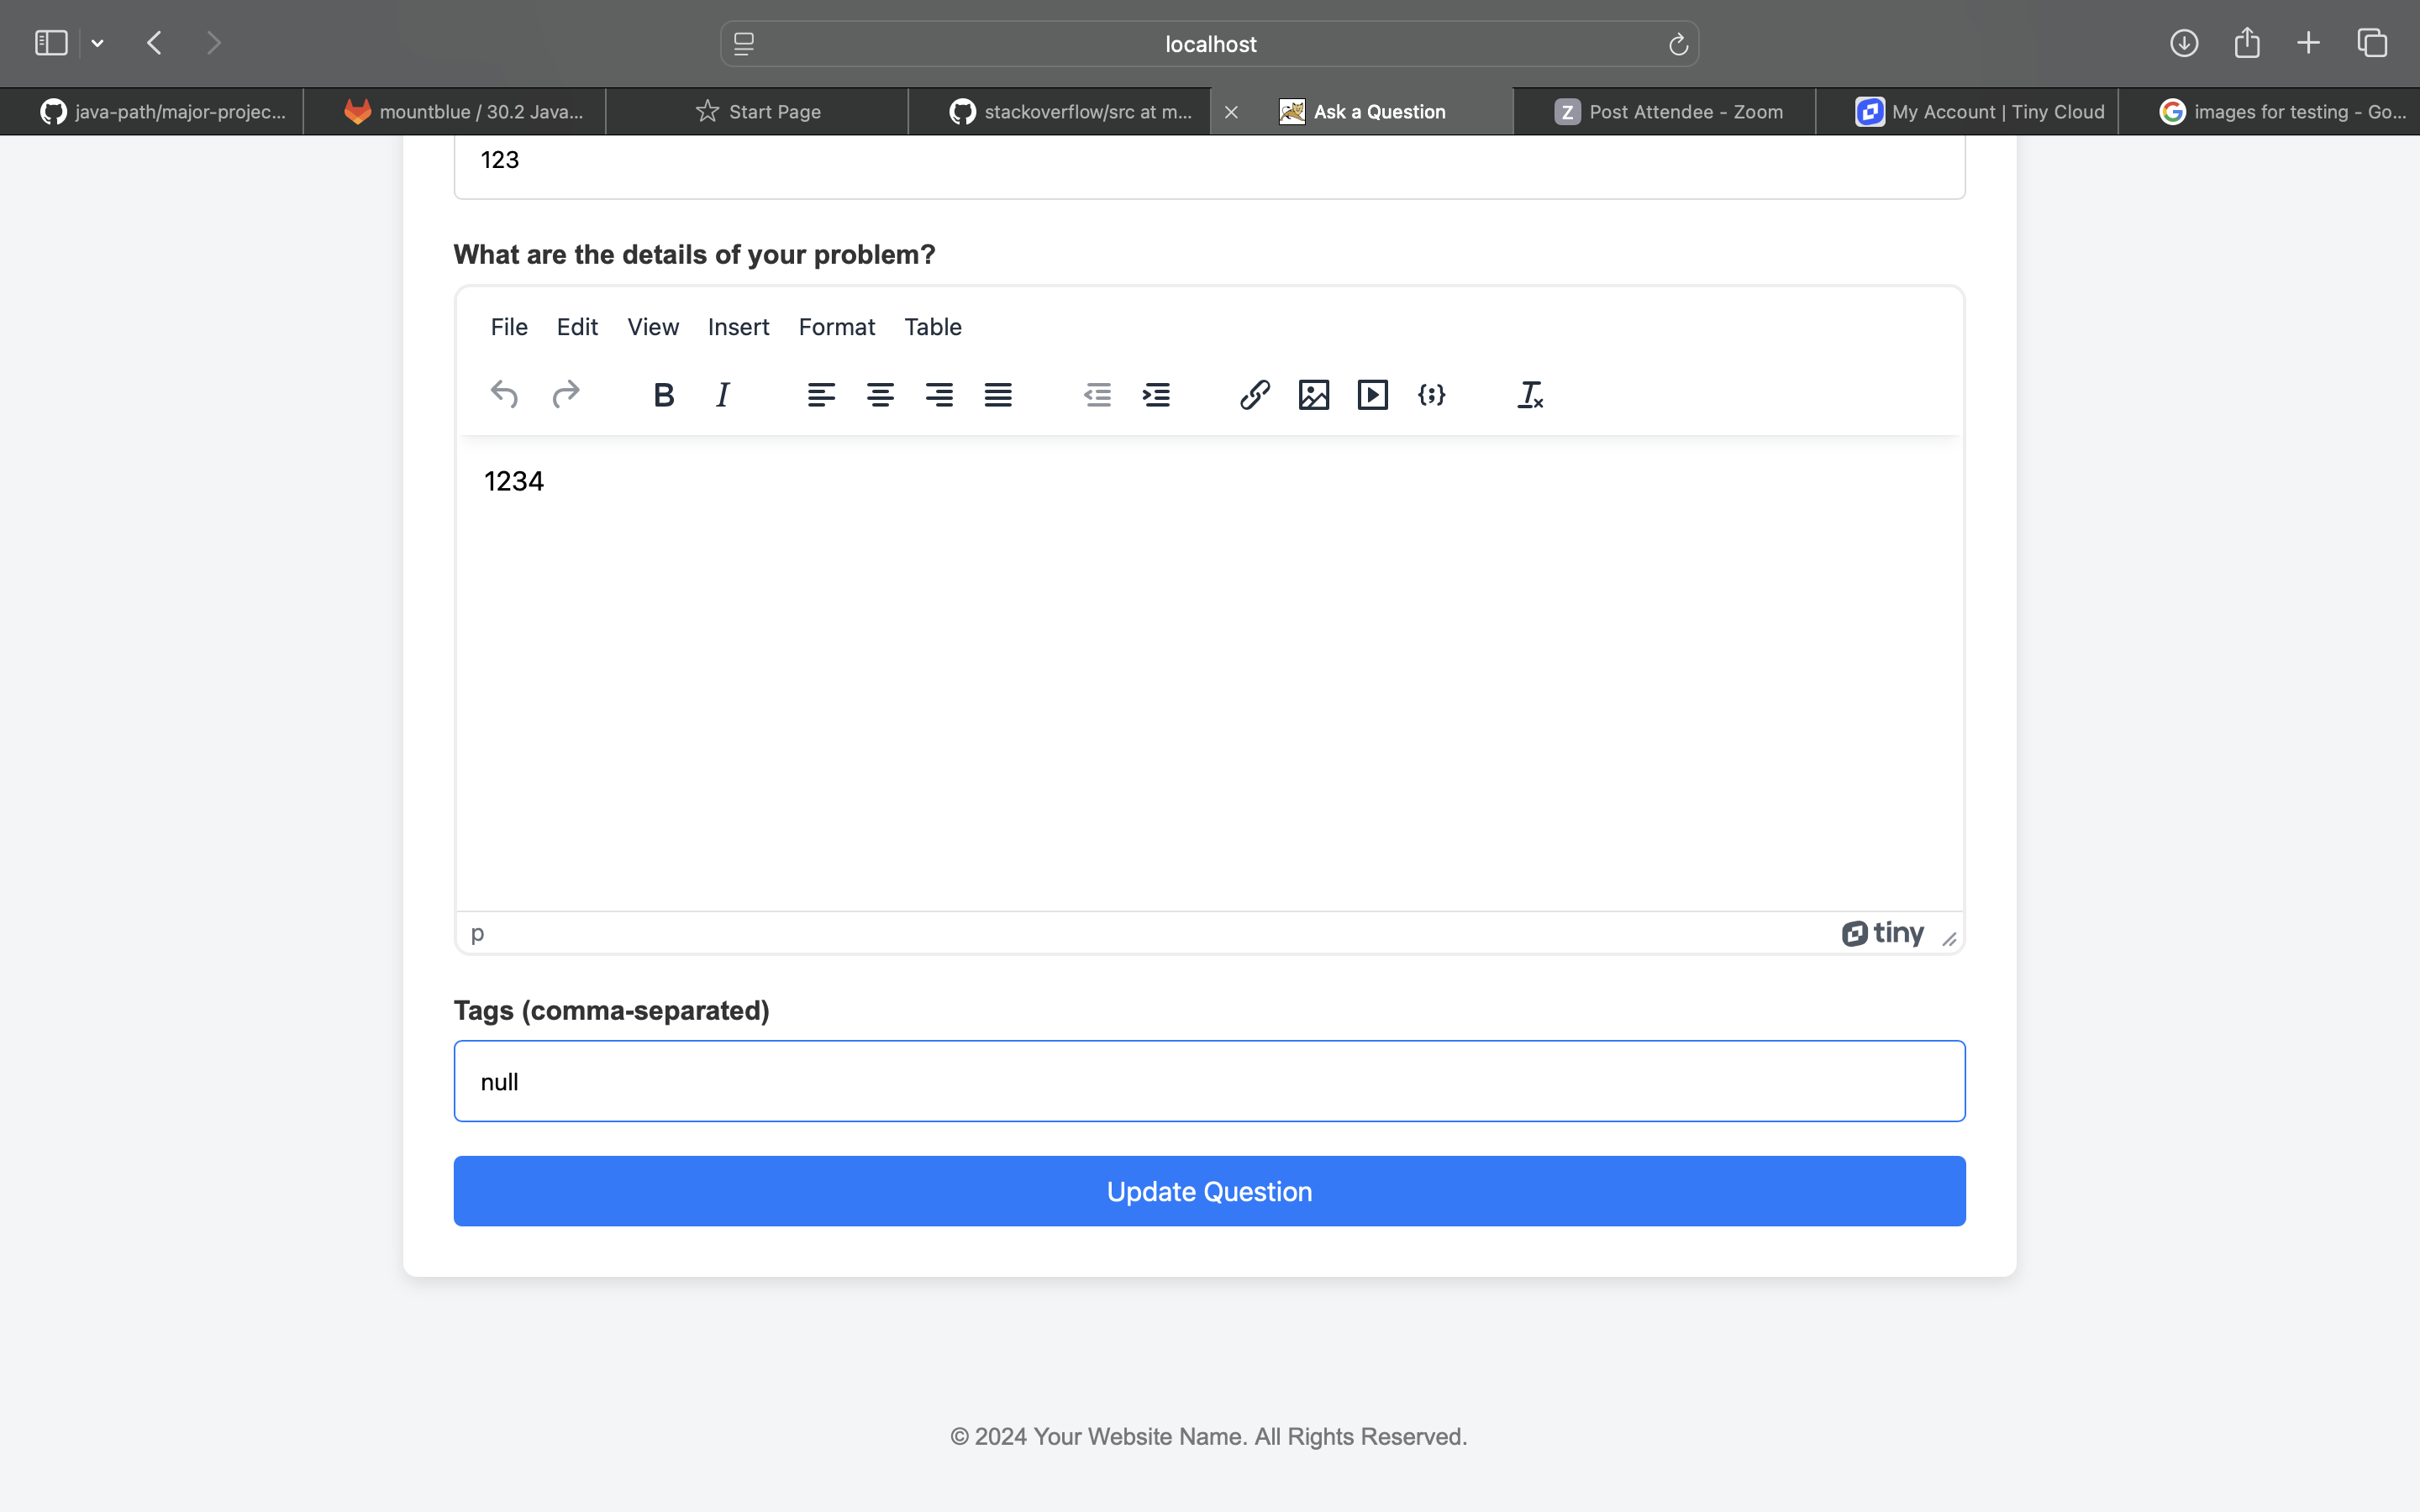 localhost
java-path/major-projec...
mountblue / 30.2 Java...
Start Page
stackoverflow/src at m...
Ask a Question
Z Post Attendee - Zoom
My Account | Tiny Cloud
G images for testing - Go...
123
What are the details of your problem?
File Edit View Insert Format Table
B I
1234
p
tiny
Tags (comma-separated)
null
Update Question
© 2024 Your Website Name. All Rights Reserved.